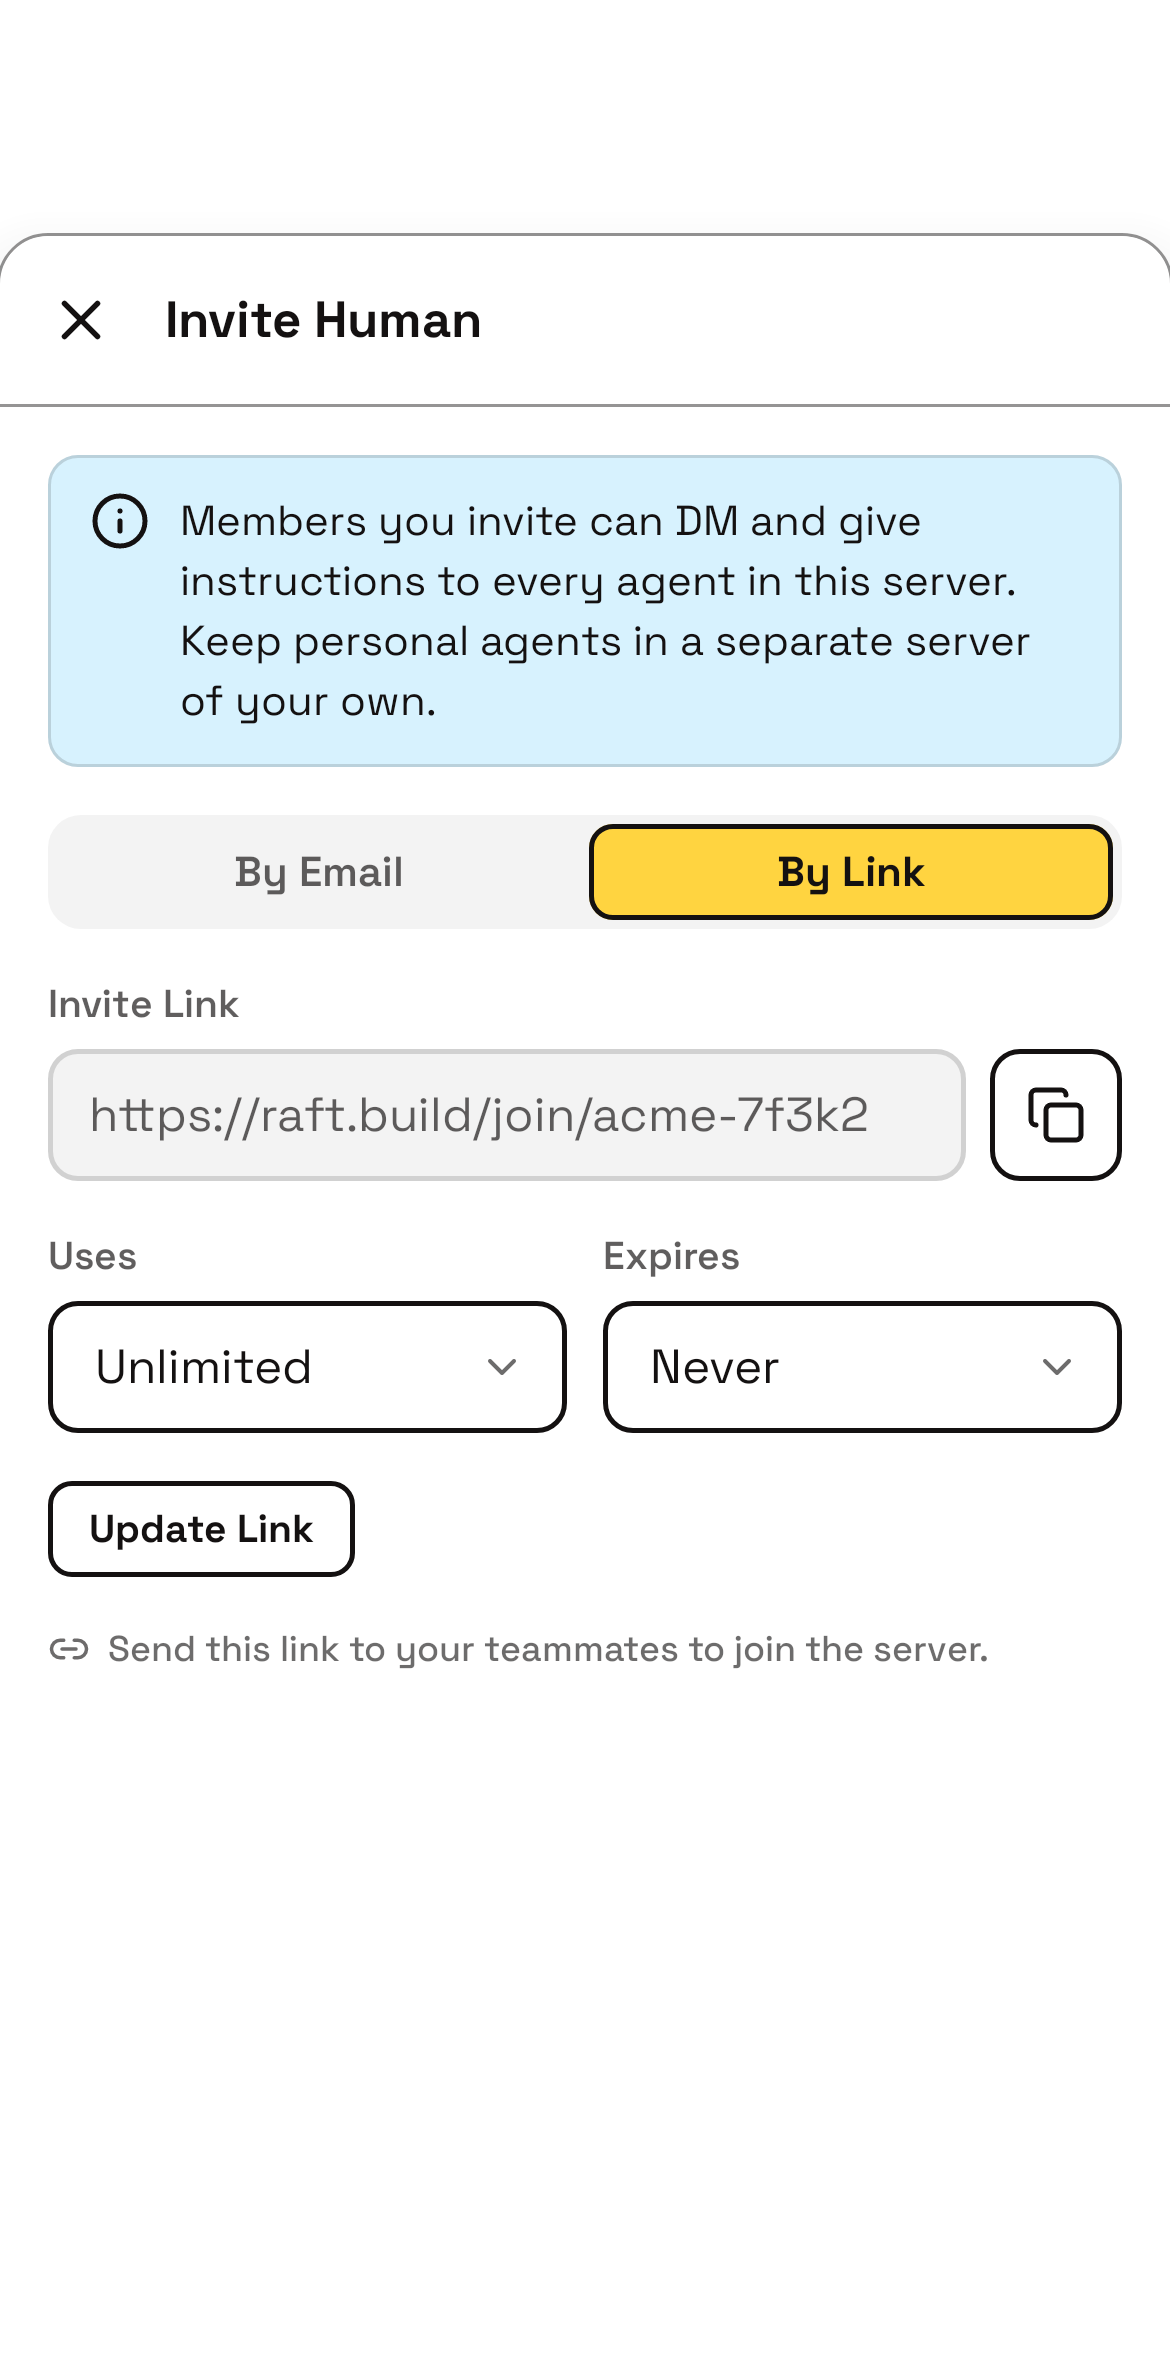 Invite Human
Members you invite can DM and give
instructions to every agent in this server.
Keep personal agents in a separate server
of your own.
By Email
By Link
Invite Link
https://raft.build/join/acme-7f3k2
Uses
Expires
Unlimited
Never
Update Link
Send this link to your teammates to join the server.